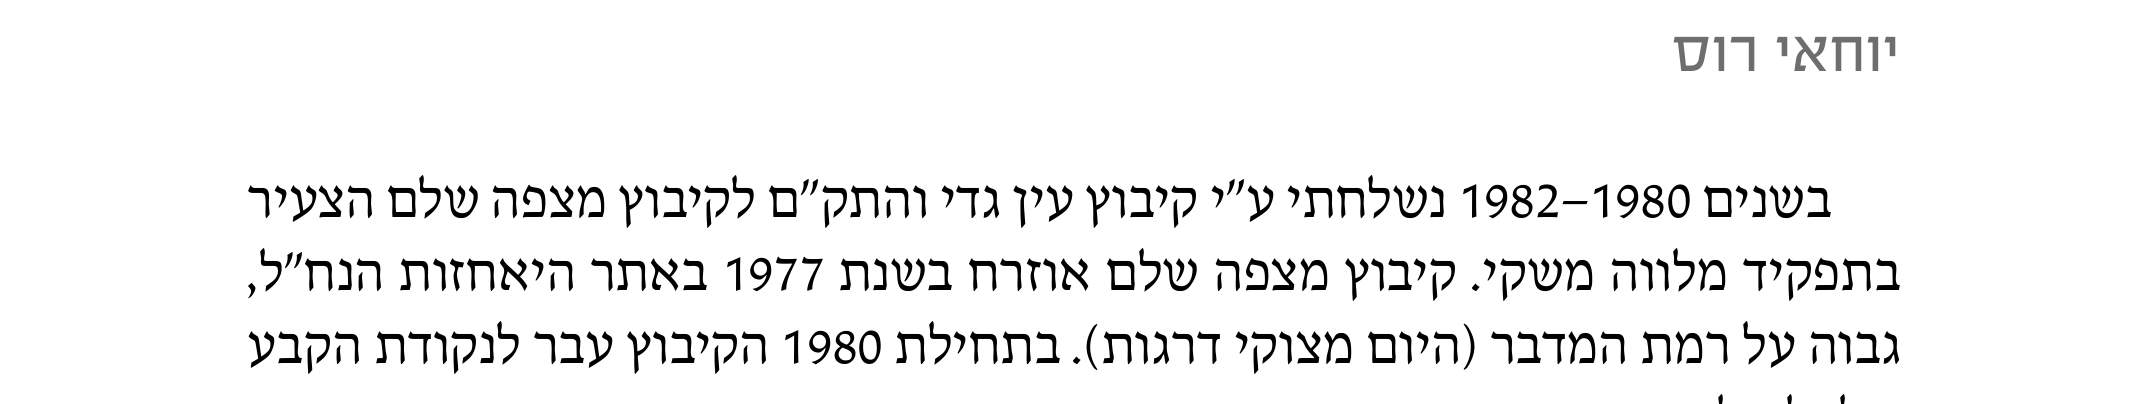 יוחאי רוס
בשנים 1980–1982 נשלחתי ע"י קיבוץ עין גדי והתק"ם לקיבוץ מצפה שלם הצעיר
בתפקיד מלווה משקי. קיבוץ מצפה שלם אוזרח בשנת 1977 באתר היאחזות הנח"ל,
גבוה על רמת המדבר (היום מצוקי דרגות). בתחילת 1980 הקיבוץ עבר לנקודת הקבע